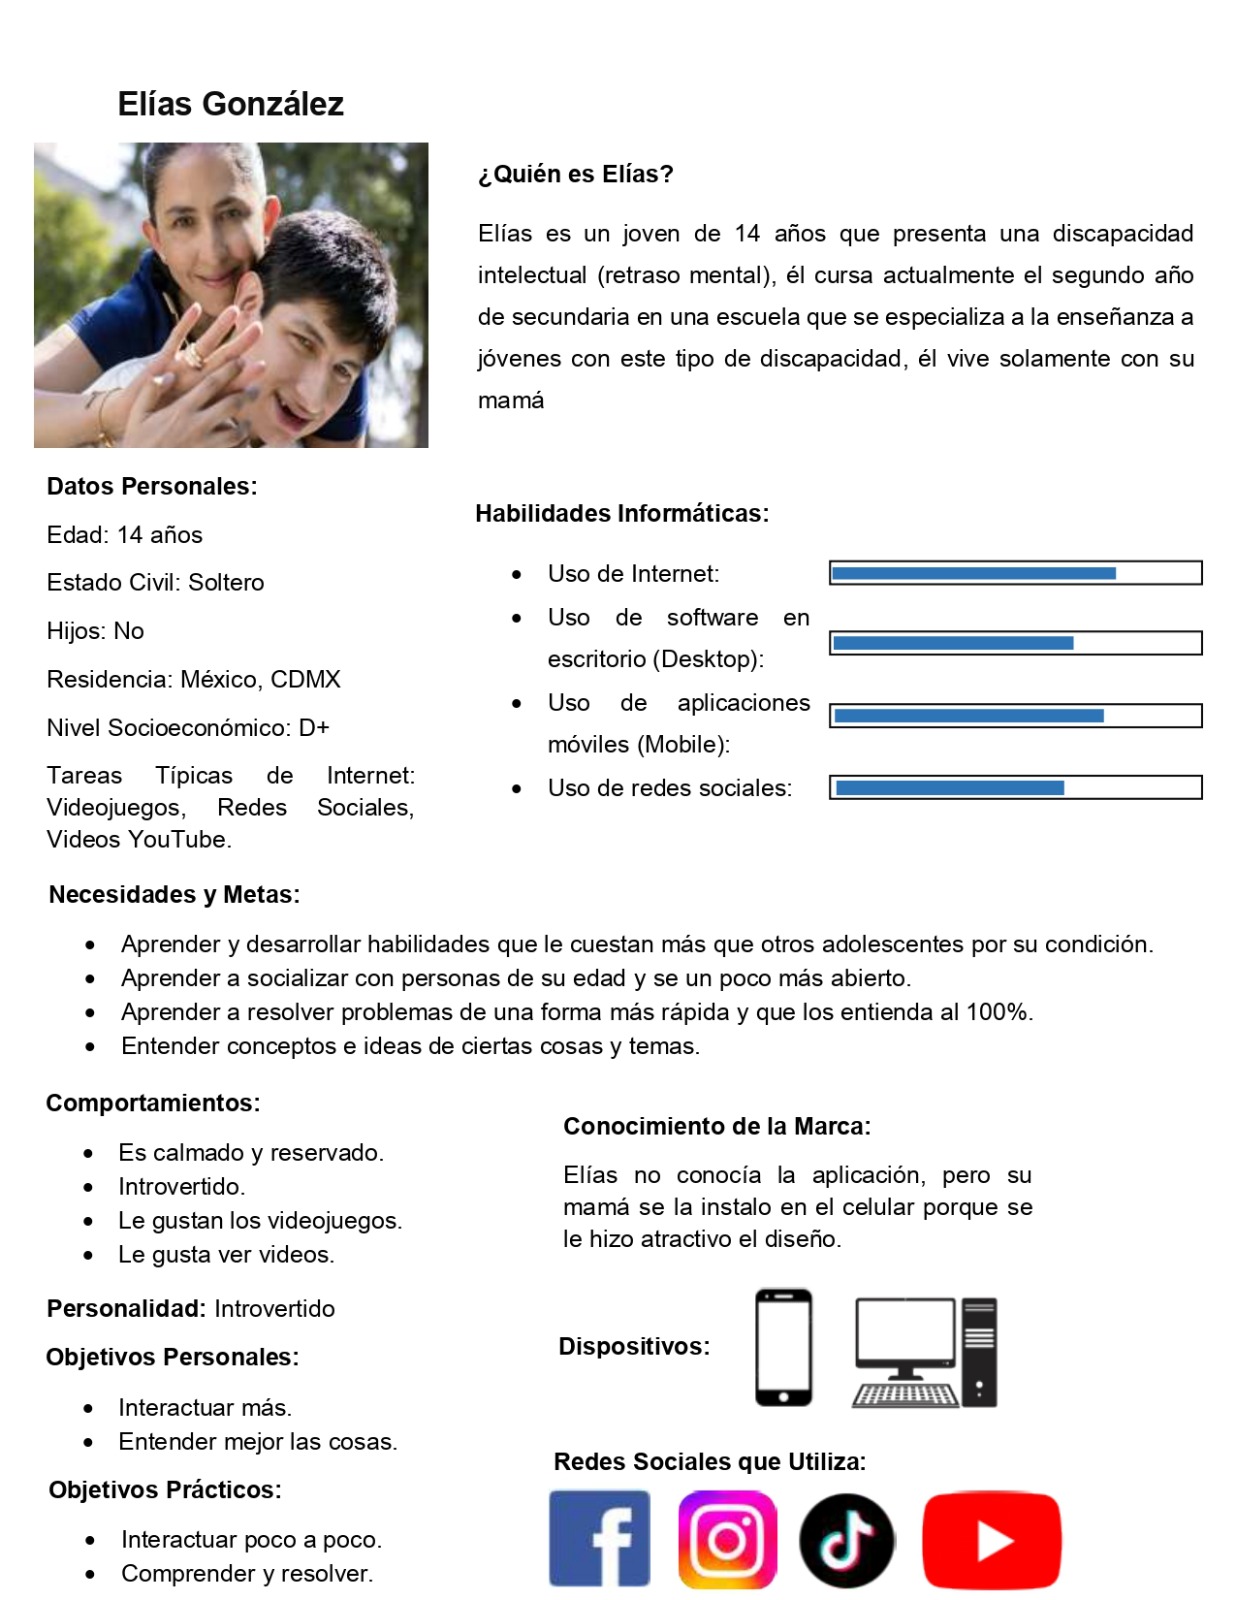 Elías González
¿Quién es Elías?
Elías es un joven de 14 años que presenta una discapacidad
intelectual (retraso mental), él cursa actualmente el segundo año
de secundaria en una escuela que se especializa a la enseñanza a
jóvenes con este tipo de discapacidad, él vive solamente con su
mamá
Datos Personales:
Edad: 14 años
Estado Civil: Soltero
Hijos: No
Residencia: México, CDMX
Nivel Socioeconómico: D+
Tareas Típicas de Internet:
Videojuegos, Redes Sociales,
Videos YouTube.
Habilidades Informáticas:
• Uso de Internet:
• Uso de software en
escritorio (Desktop):
• Uso de aplicaciones
móviles (Mobile):
• Uso de redes sociales:
Necesidades y Metas:
• Aprender y desarrollar habilidades que le cuestan más que otros adolescentes por su condición.
• Aprender a socializar con personas de su edad y se un poco más abierto.
• Aprender a resolver problemas de una forma más rápida y que los entienda al 100%.
• Entender conceptos e ideas de ciertas cosas y temas.
Comportamientos:
• Es calmado y reservado.
• Introvertido.
• Le gustan los videojuegos.
• Le gusta ver videos.
Personalidad: Introvertido
Objetivos Personales:
• Interactuar más.
• Entender mejor las cosas.
Objetivos Prácticos:
• Interactuar poco a poco.
• Comprender y resolver.
Conocimiento de la Marca:
Elías no conocía la aplicación, pero su
mamá se la instalo en el celular porque se
le hizo atractivo el diseño.
Dispositivos:
Redes Sociales que Utiliza: